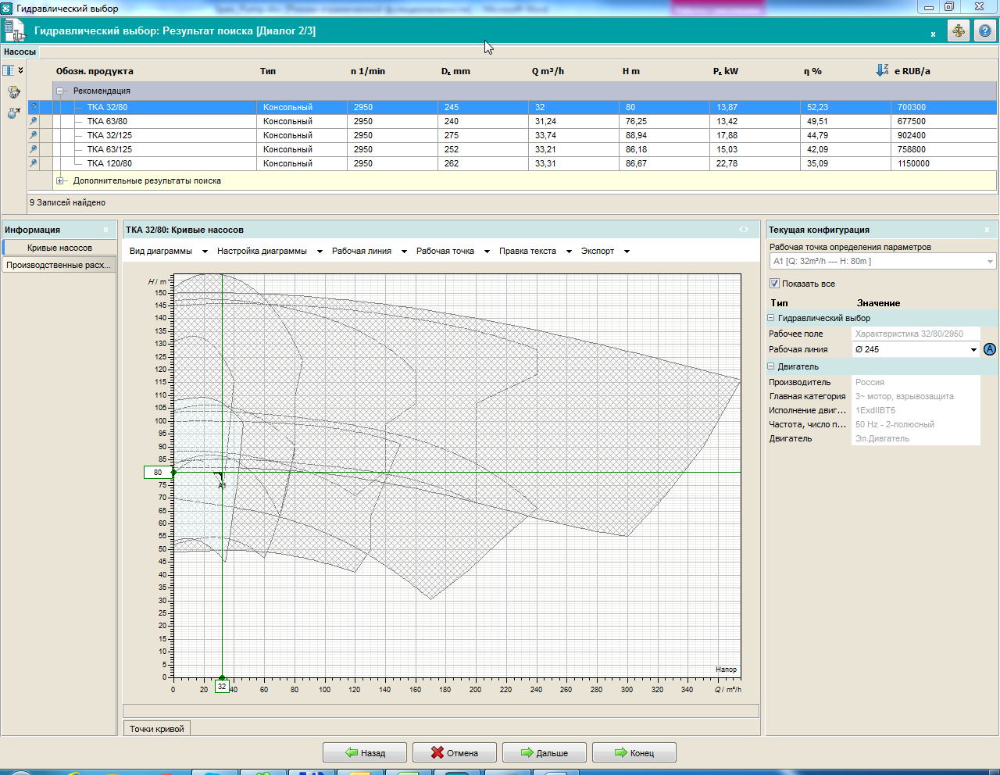 Гидравлический выбор
Гидравлический выбор: Результат поиска [Диалог 2/3]
x
Насосы
Обозн. продукта Тип n 1/min D₂ mm Q m³/h H m P₂ kW η % e RUB/a
Рекомендация
ТКА 32/80 Консольный 2950 245 32 80 13,87 52,23 700300
ТКА 63/80 Консольный 2950 240 31,24 76,25 13,42 49,51 677500
ТКА 32/125 Консольный 2950 275 33,74 88,94 17,88 44,79 902400
ТКА 63/125 Консольный 2950 252 33,21 86,18 15,03 42,09 758800
ТКА 120/80 Консольный 2950 262 33,31 86,67 22,78 35,09 1150000
Дополнительные результаты поиска
9 Записей найдено
Информация x
Кривые насосов
Производственные расх...
ТКА 32/80: Кривые насосов
Вид диаграммы Настройка диаграммы Рабочая линия Рабочая точка Правка текста Экспорт
H / m
150
145
140
135
130
125
120
115
110
105
100
95
90
85
80
75
70
65
60
55
50
45
40
35
30
25
20
15
10
5
0
A1
Напор
0 20 32 40 60 80 100 120 140 160 180 200 220 240 260 280 300 320 340 Q / m³/h
Точки кривой
Текущая конфигурация x
Рабочая точка определения параметров
A1 [Q: 32m³/h --- H: 80m ]
Показать все
Тип Значение
Гидравлический выбор
Рабочее поле Характеристика 32/80/2950
Рабочая линия Ø 245 A
Двигатель
Производитель Россия
Главная категория 3~ мотор, взрывозащита
Исполнение двиг... 1ExdIIBT5
Частота, число п... 50 Hz - 2-полюсный
Двигатель Эл.Двигатель
Назад Отмена Дальше Конец